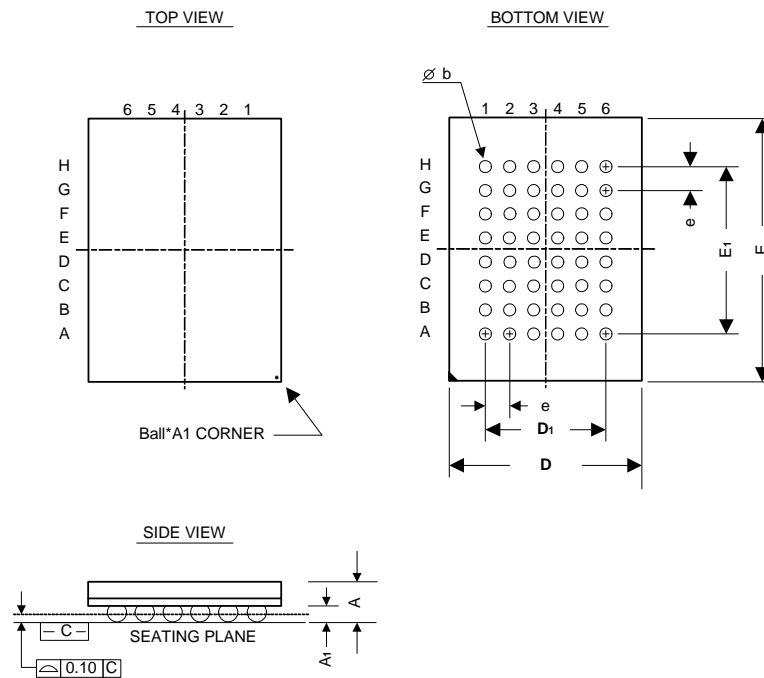 TOP VIEW
BOTTOM VIEW
6 5 4 3 2 1
H
G
F
E
D
C
B
A
Ball*A1 CORNER
⌀ b
1 2 3 4 5 6
H
G
F
E
D
C
B
A
e
E1
E
e
D1
D
SIDE VIEW
A
A1
– C –
SEATING PLANE
⌓ 0.10 C